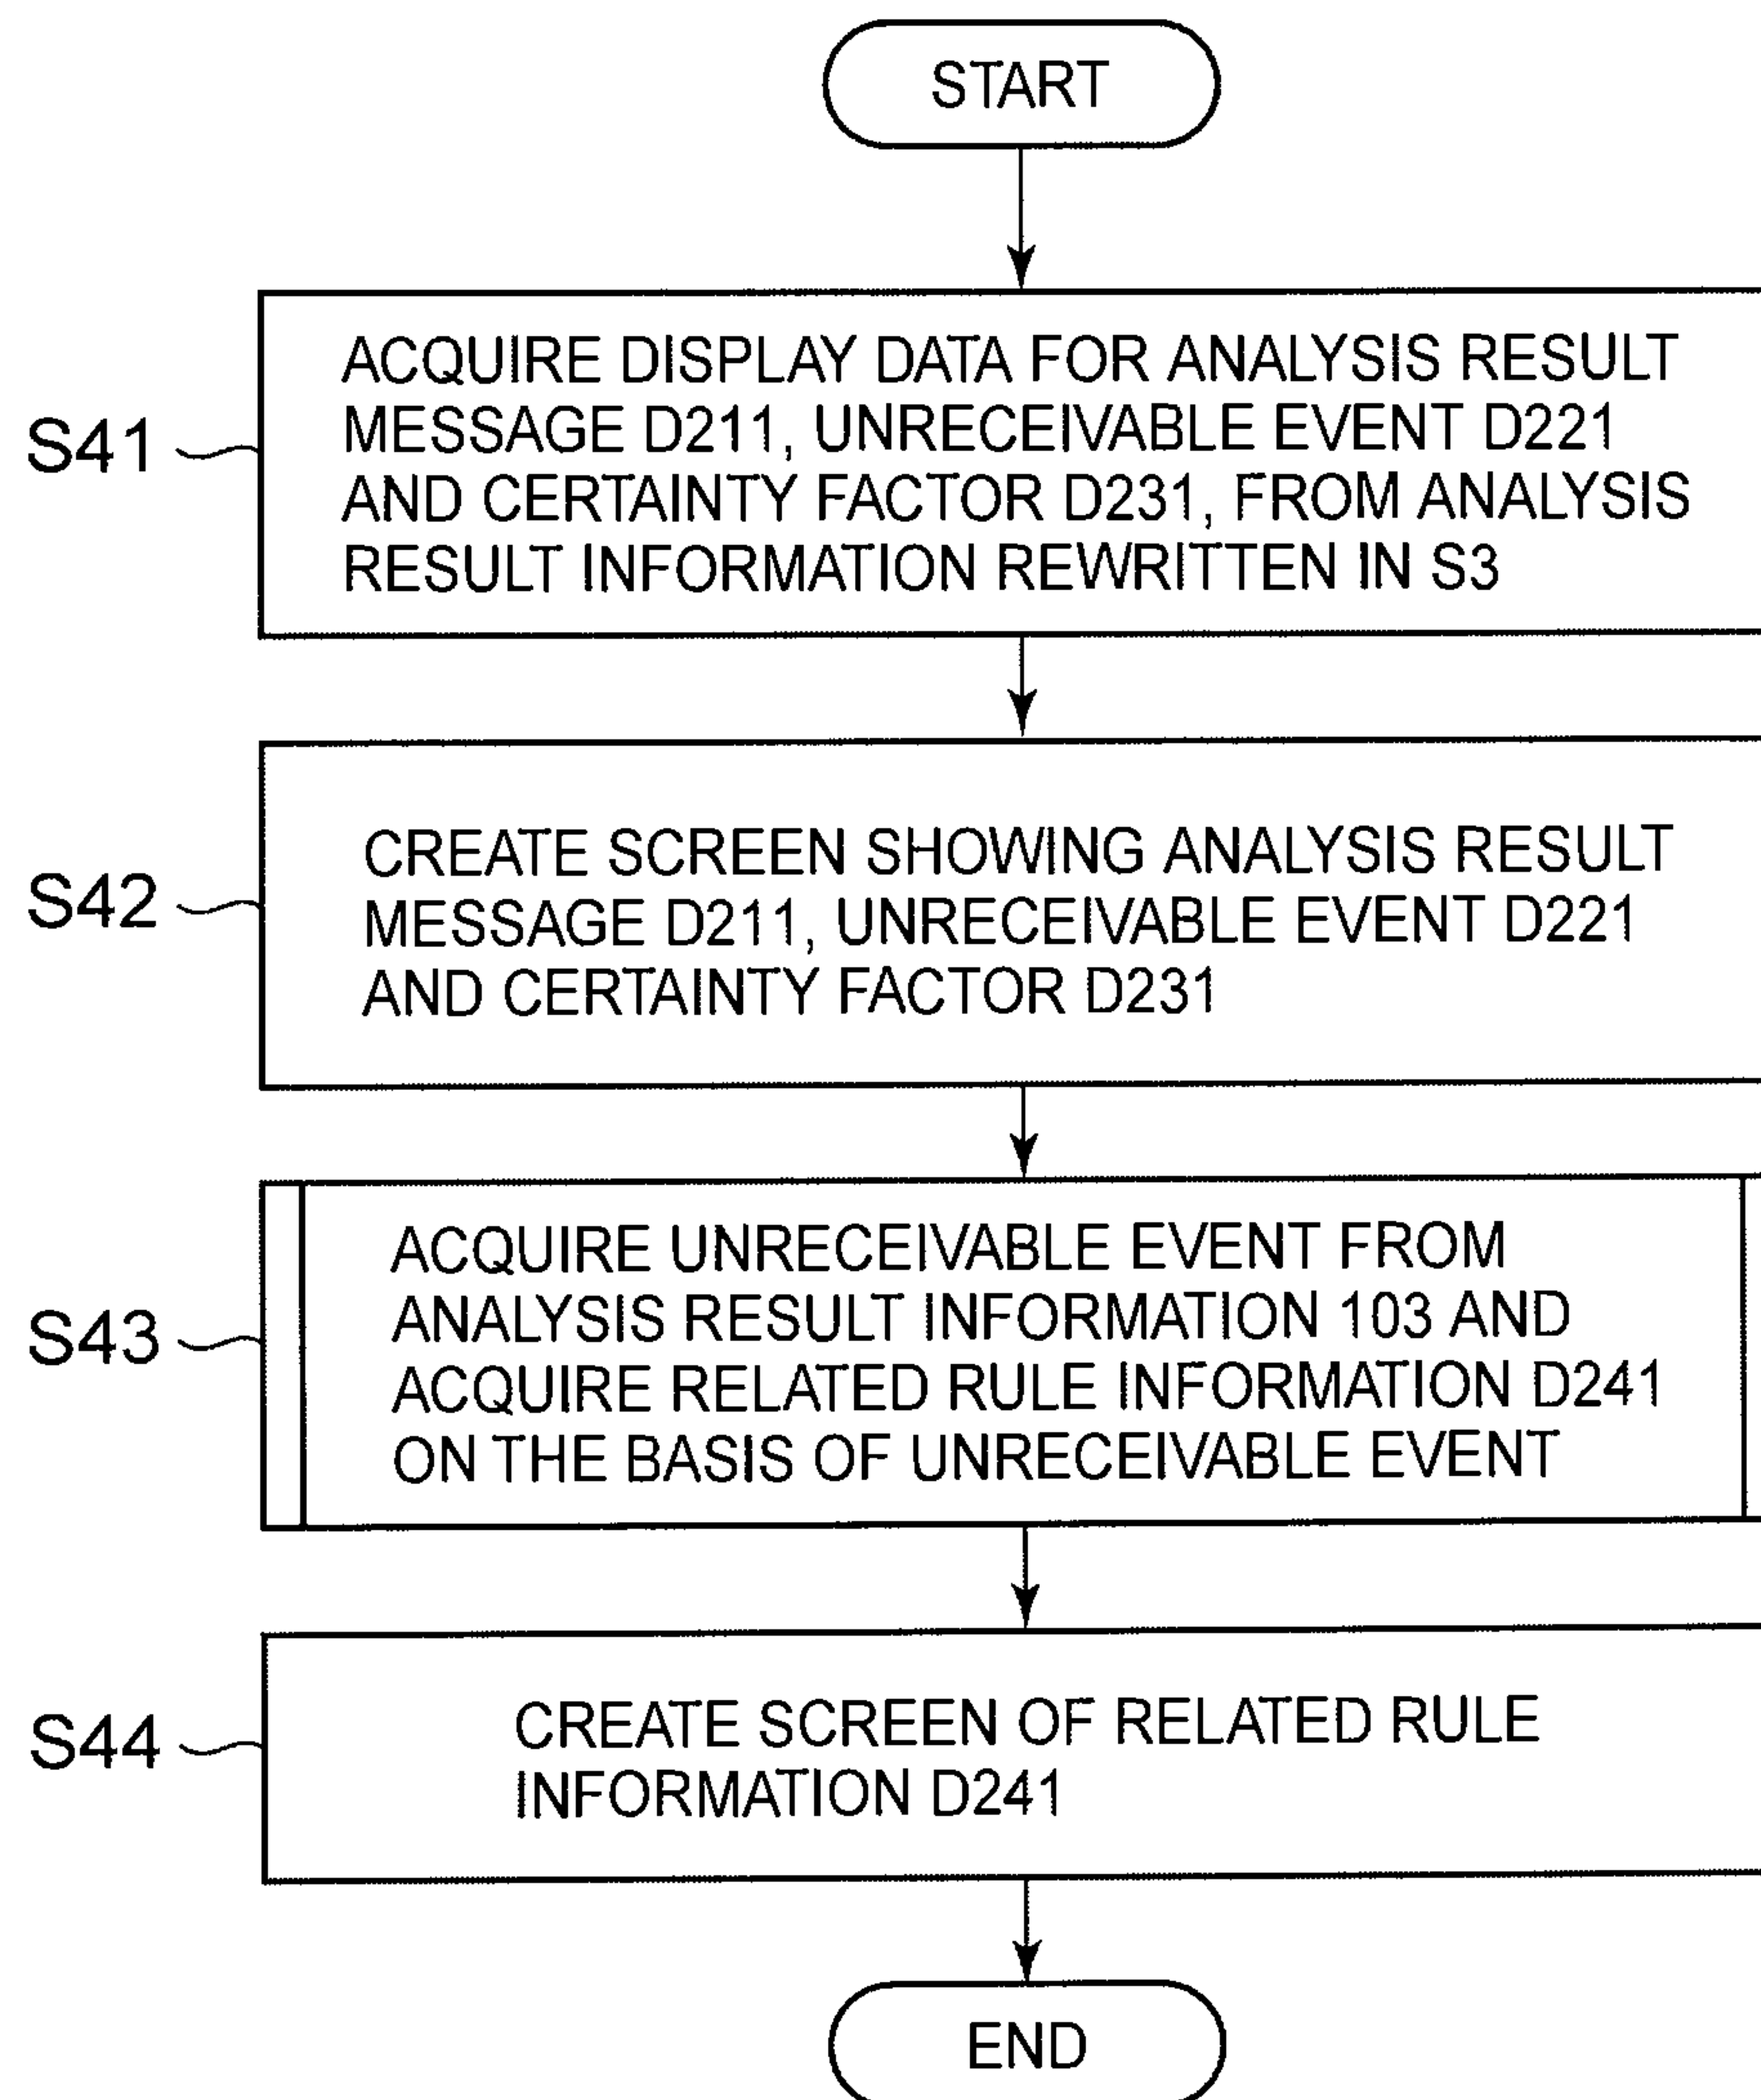 START
S41
ACQUIRE DISPLAY DATA FOR ANALYSIS RESULT
MESSAGE D211, UNRECEIVABLE EVENT D221
AND CERTAINTY FACTOR D231, FROM ANALYSIS
RESULT INFORMATION REWRITTEN IN S3
S42
CREATE SCREEN SHOWING ANALYSIS RESULT
MESSAGE D211, UNRECEIVABLE EVENT D221
AND CERTAINTY FACTOR D231
S43
ACQUIRE UNRECEIVABLE EVENT FROM
ANALYSIS RESULT INFORMATION 103 AND
ACQUIRE RELATED RULE INFORMATION D241
ON THE BASIS OF UNRECEIVABLE EVENT
S44
CREATE SCREEN OF RELATED RULE
INFORMATION D241
END